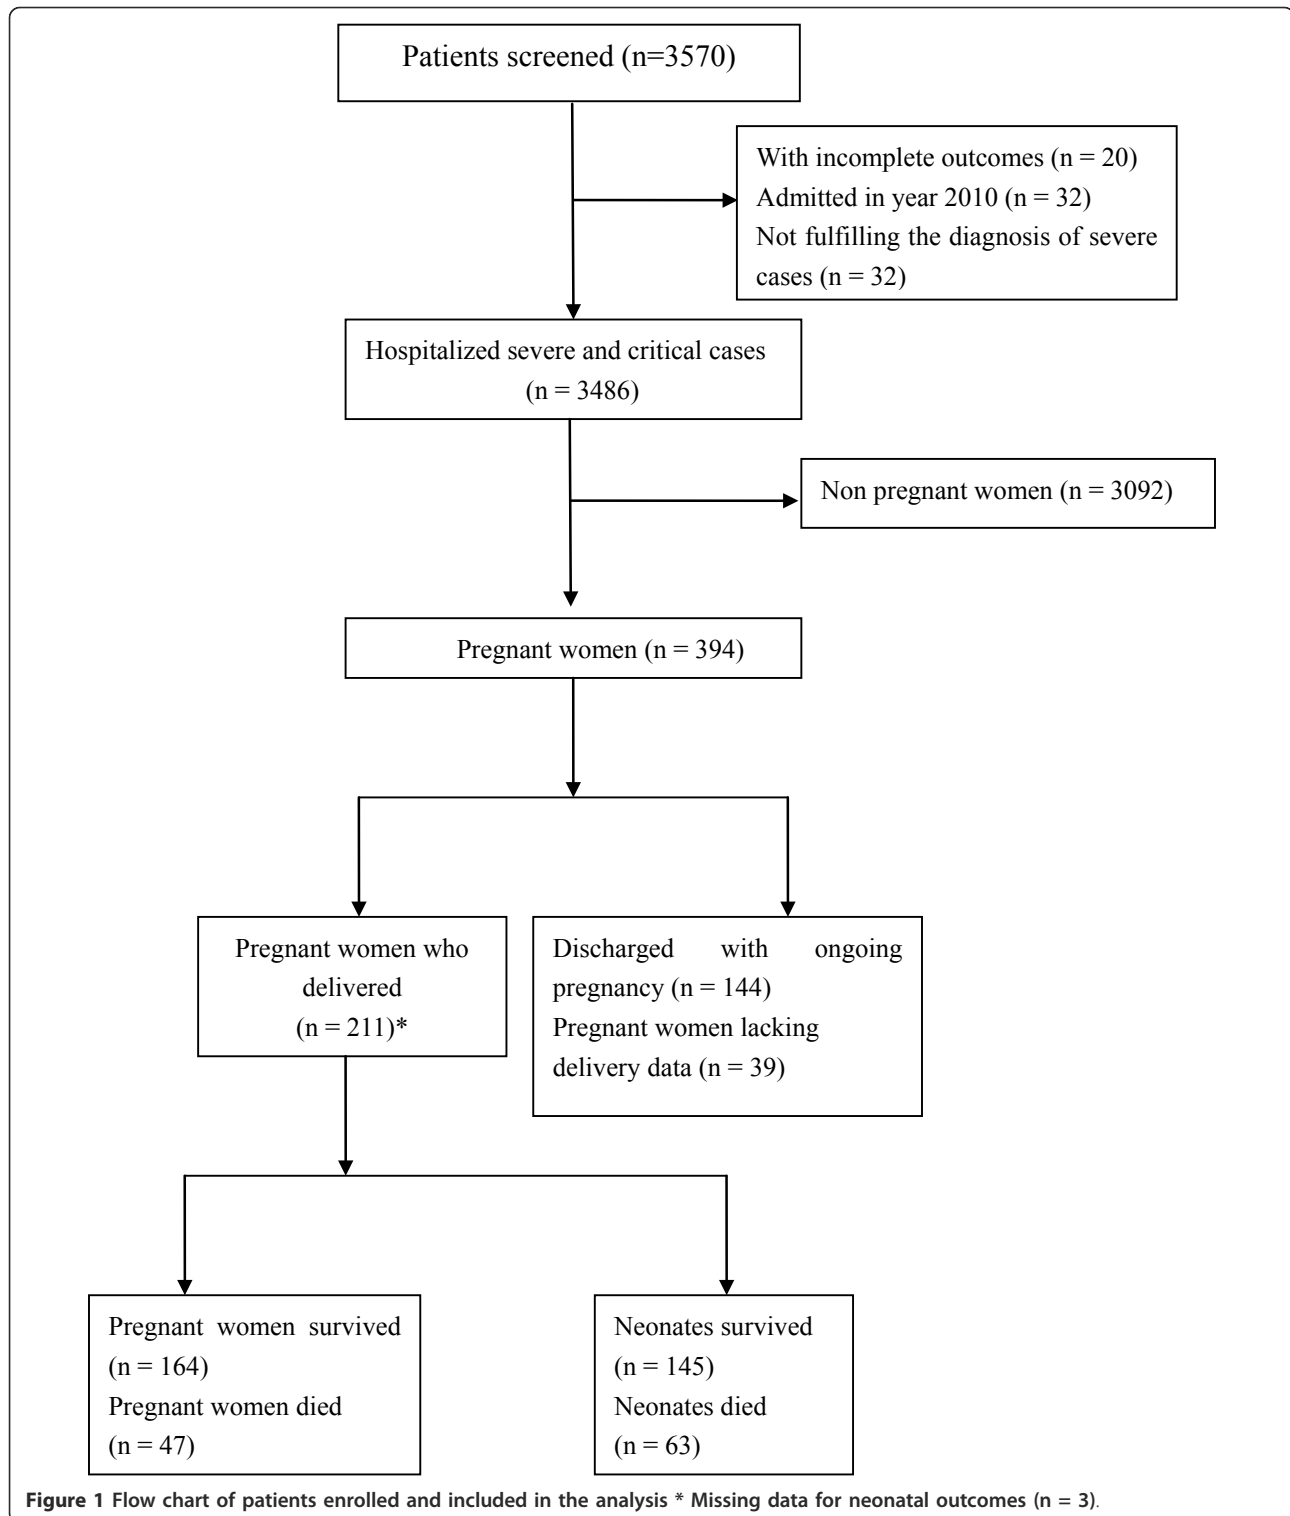 Patients screened (n=3570)
With incomplete outcomes (n = 20)
Admitted in year 2010 (n = 32)
Not fulfilling the diagnosis of severe
cases (n = 32)
Hospitalized severe and critical cases
(n = 3486)
Non pregnant women (n = 3092)
Pregnant women (n = 394)
Pregnant women who
delivered
(n = 211)*
Discharged with ongoing
pregnancy (n = 144)
Pregnant women lacking
delivery data (n = 39)
Pregnant women survived
(n = 164)
Pregnant women died
(n = 47)
Neonates survived
(n = 145)
Neonates died
(n = 63)
Figure 1 Flow chart of patients enrolled and included in the analysis * Missing data for neonatal outcomes (n = 3).